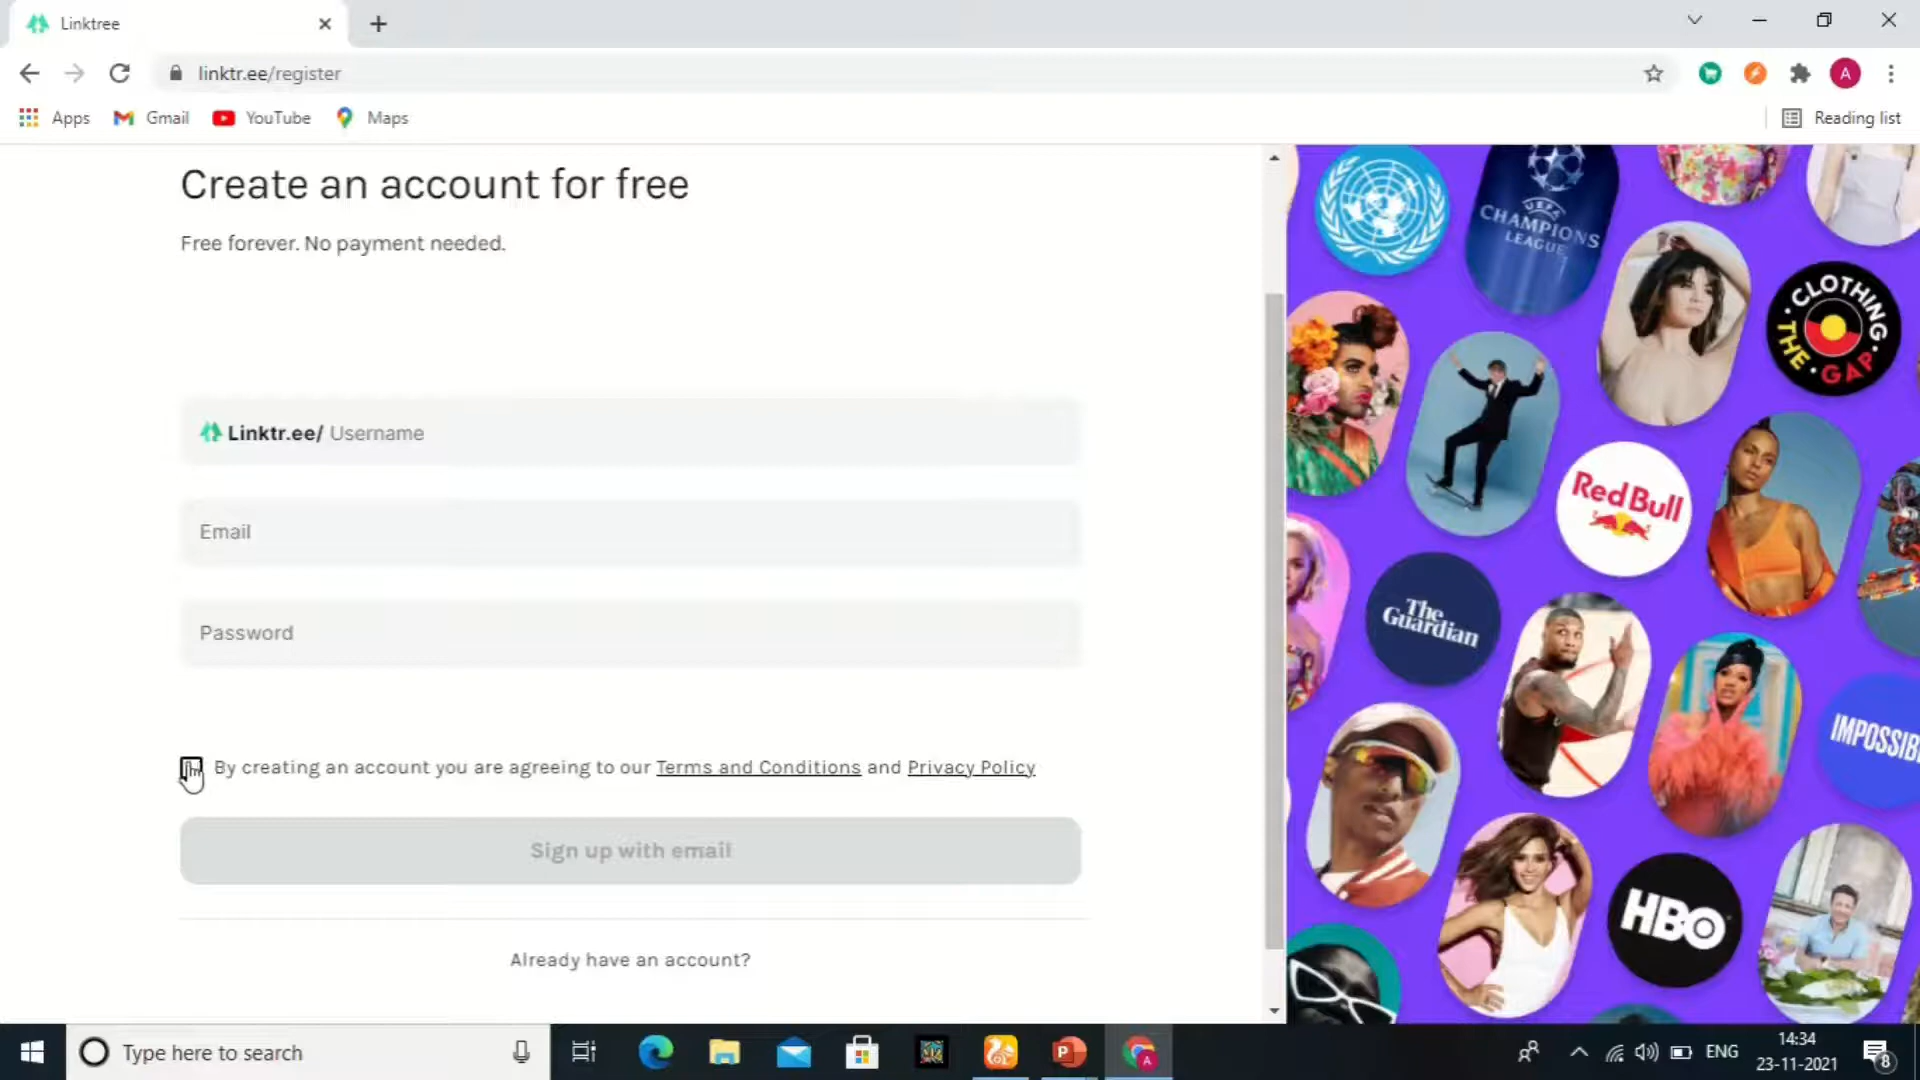 Linktree
linktr.ee/register
A
Apps Gmail YouTube Maps
Reading list
Create an account for free
Free forever. No payment needed.
Linktr.ee/ Username
Email
Password
By creating an account you are agreeing to our Terms and Conditions and Privacy Policy
Sign up with email
Already have an account?
UEFA
CHAMPIONS
LEAGUE
CLOTHING
THE GAP
Red Bull
The
Guardian
IMPOSSIB
HBO
Type here to search
ENG
14:34
23-11-2021
8